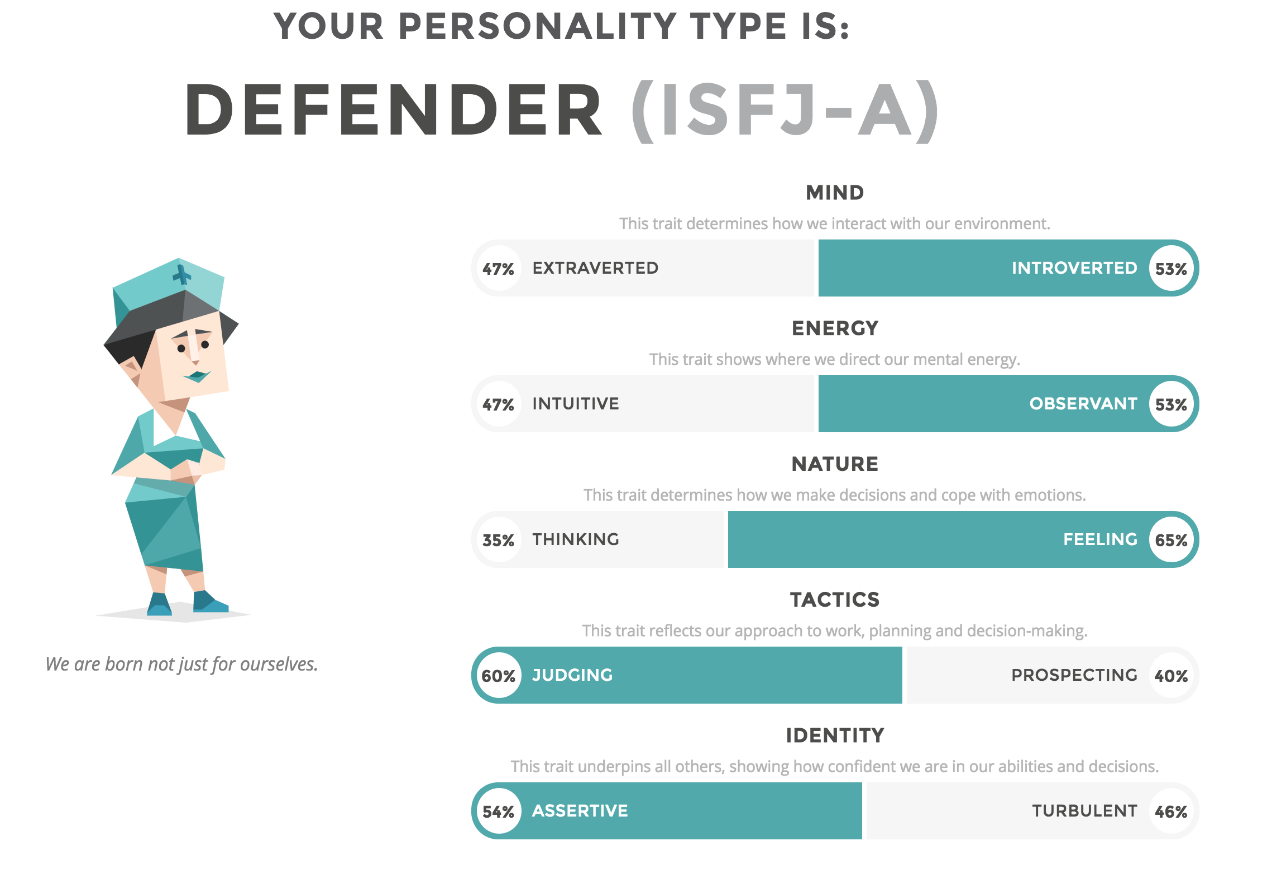 YOUR PERSONALITY TYPE IS:
DEFENDER (ISFJ-A)
MIND
This trait determines how we interact with our environment.
47% EXTRAVERTED INTROVERTED 53%
ENERGY
This trait shows where we direct our mental energy.
47% INTUITIVE OBSERVANT 53%
NATURE
This trait determines how we make decisions and cope with emotions.
35% THINKING FEELING 65%
TACTICS
This trait reflects our approach to work, planning and decision-making.
60% JUDGING PROSPECTING 40%
IDENTITY
This trait underpins all others, showing how confident we are in our abilities and decisions.
54% ASSERTIVE TURBULENT 46%
We are born not just for ourselves.